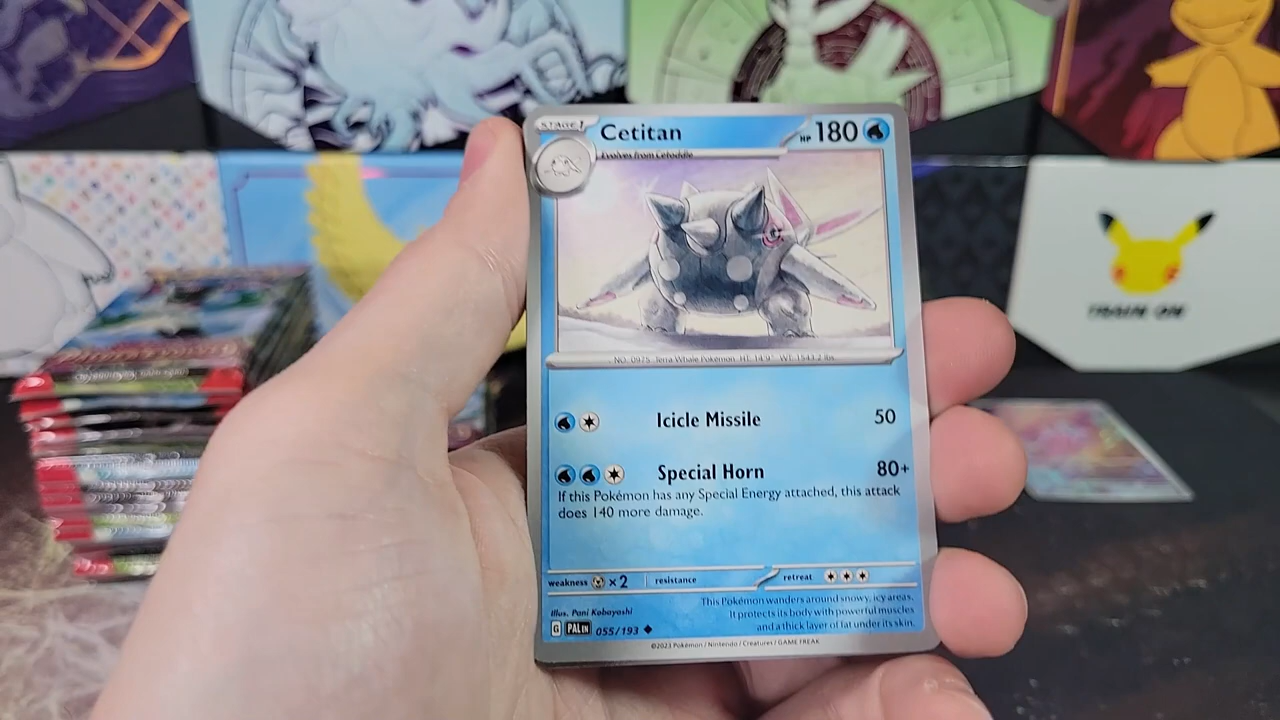 STAGE 1
Cetitan
HP 180
Evolves from Cetoddle
NO. 0975 Terra Whale Pokémon HT: 14'9" WT: 1543.2 lbs.
Icicle Missile 50
Special Horn 80+
If this Pokémon has any Special Energy attached, this attack
does 140 more damage.
weakness ×2 resistance retreat
This Pokémon wanders around snowy, icy areas.
It protects its body with powerful muscles
and a thick layer of fat under its skin.
Illus. Pani Kobayashi
G PAL EN 055/193
©2023 Pokémon / Nintendo / Creatures / GAME FREAK
TRAIN ON